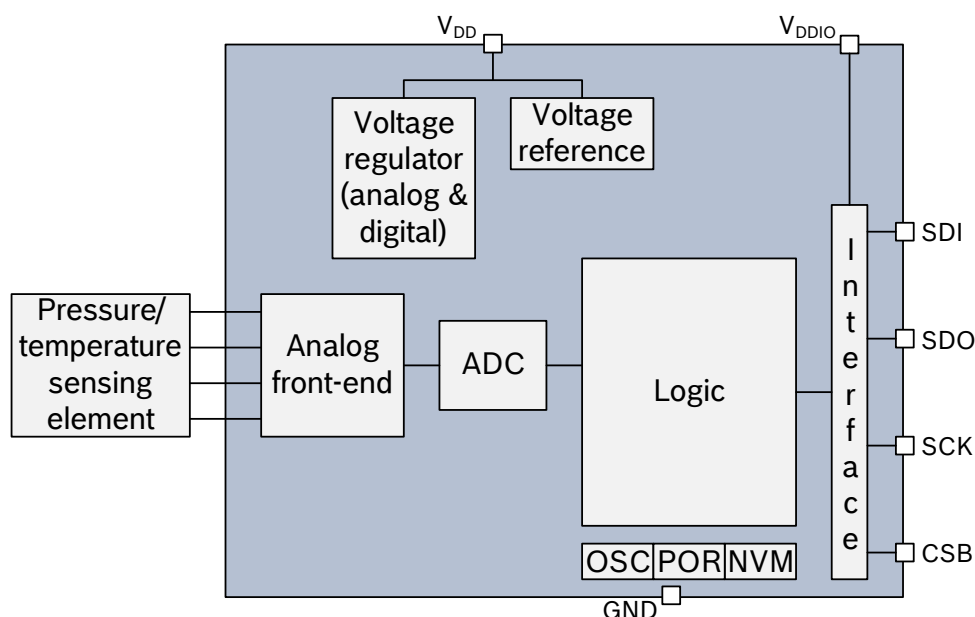 VDD
VDDIO
Voltage
regulator
(analog &
digital)
Voltage
reference
Pressure/
temperature
sensing
element
Analog
front-end
ADC
Logic
OSC POR NVM
Interface
SDI
SDO
SCK
CSB
GND